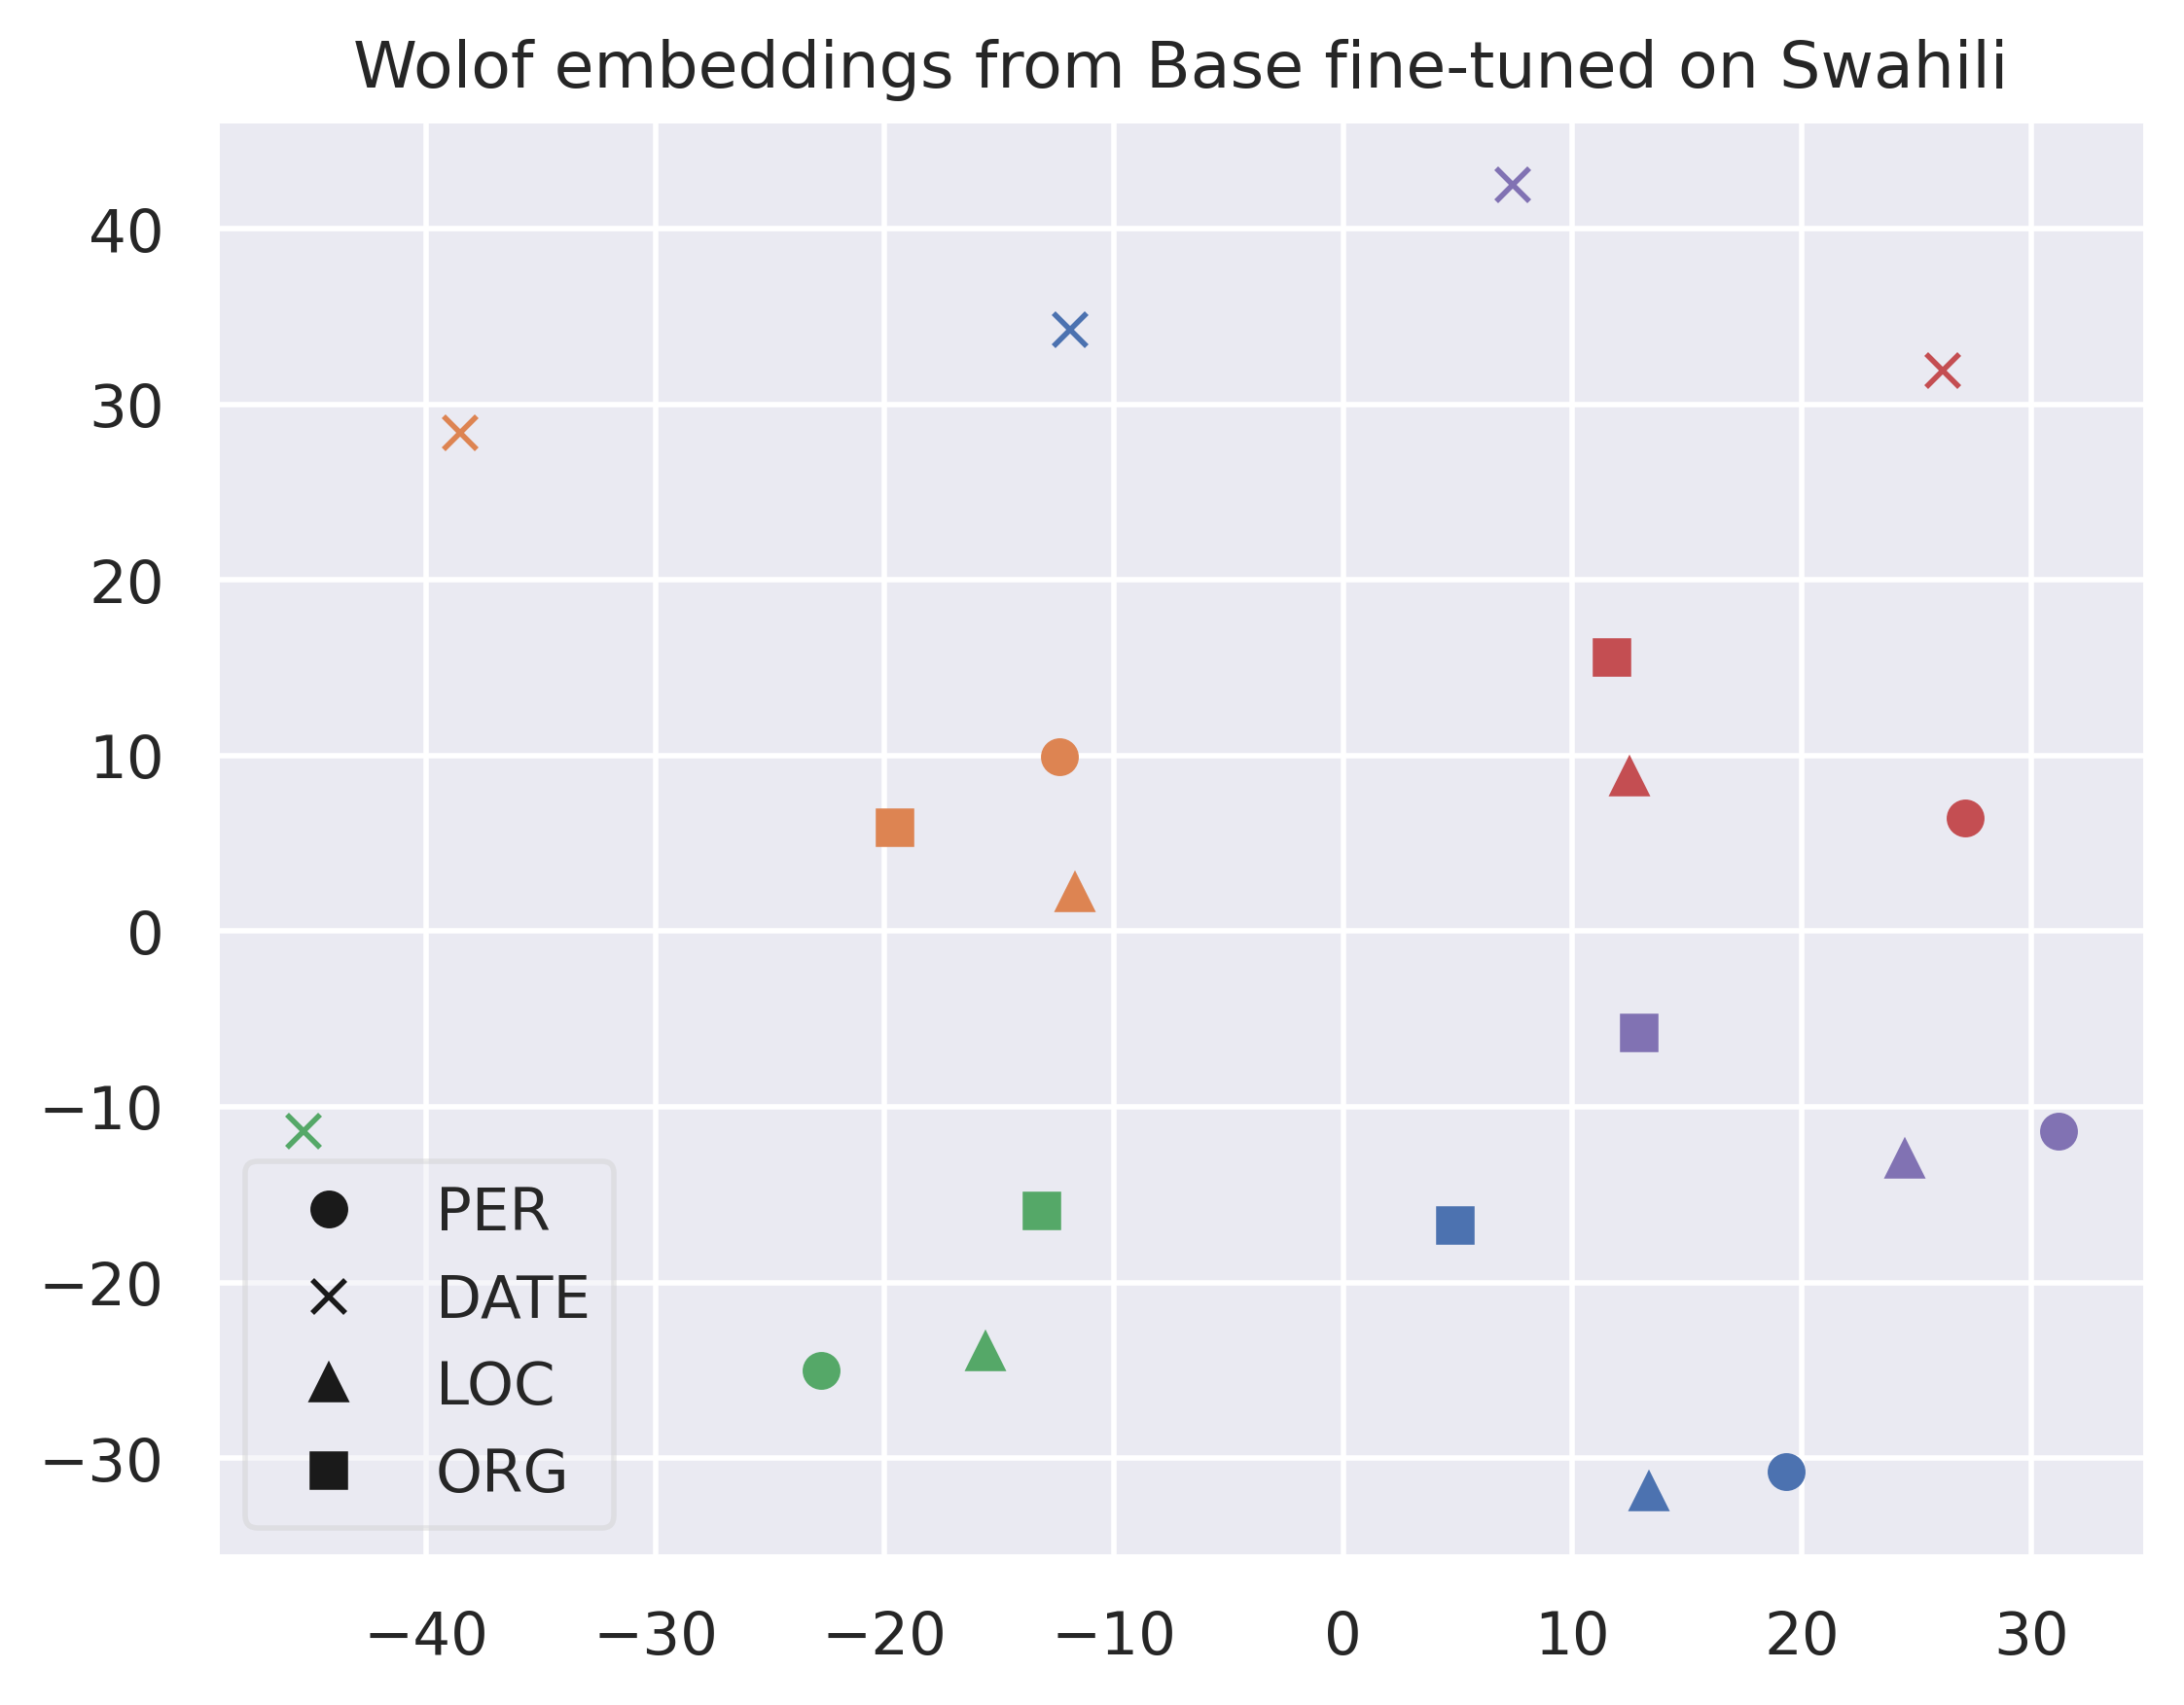 Wolof embeddings from Base fine-tuned on Swahili
40
30
20
10
0
−10
−20
−30
PER
DATE
LOC
ORG
−40 −30 −20 −10 0 10 20 30